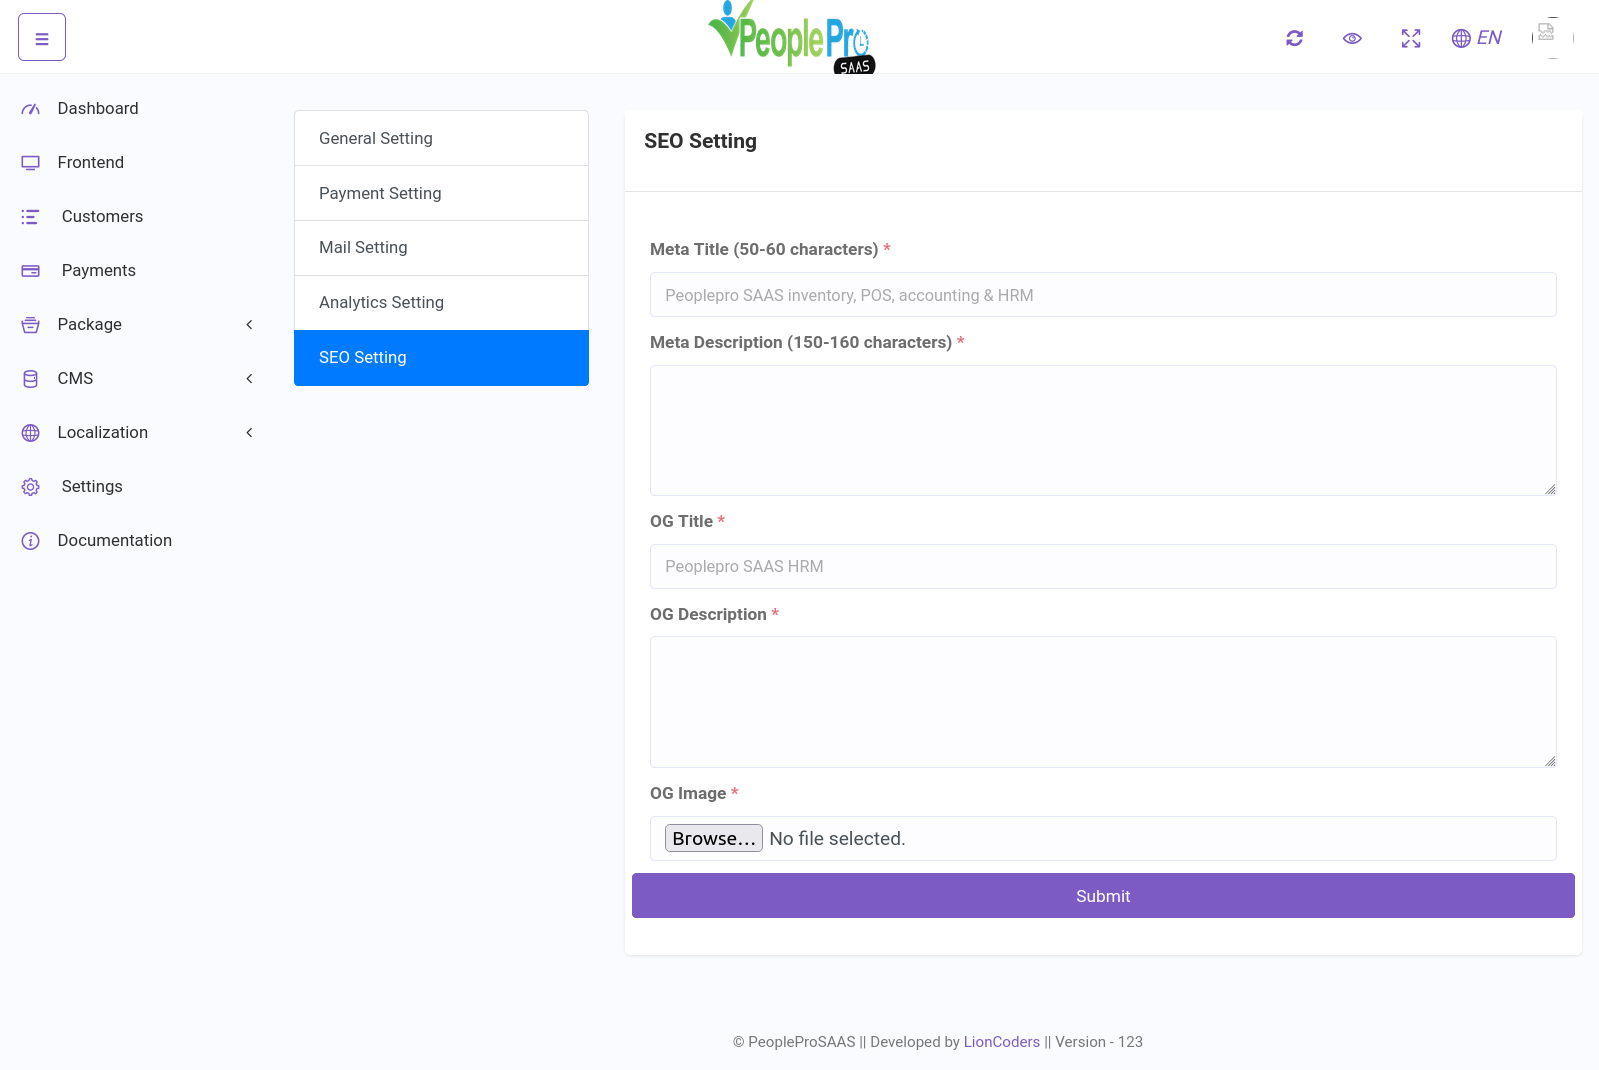 PeoplePro
SAAS
EN
Dashboard
Frontend
Customers
Payments
Package
CMS
Localization
Settings
Documentation
General Setting
Payment Setting
Mail Setting
Analytics Setting
SEO Setting
SEO Setting
Meta Title (50-60 characters) *
Peoplepro SAAS inventory, POS, accounting & HRM
Meta Description (150-160 characters) *
OG Title *
Peoplepro SAAS HRM
OG Description *
OG Image *
Browse... No file selected.
Submit
© PeopleProSAAS || Developed by LionCoders || Version - 123